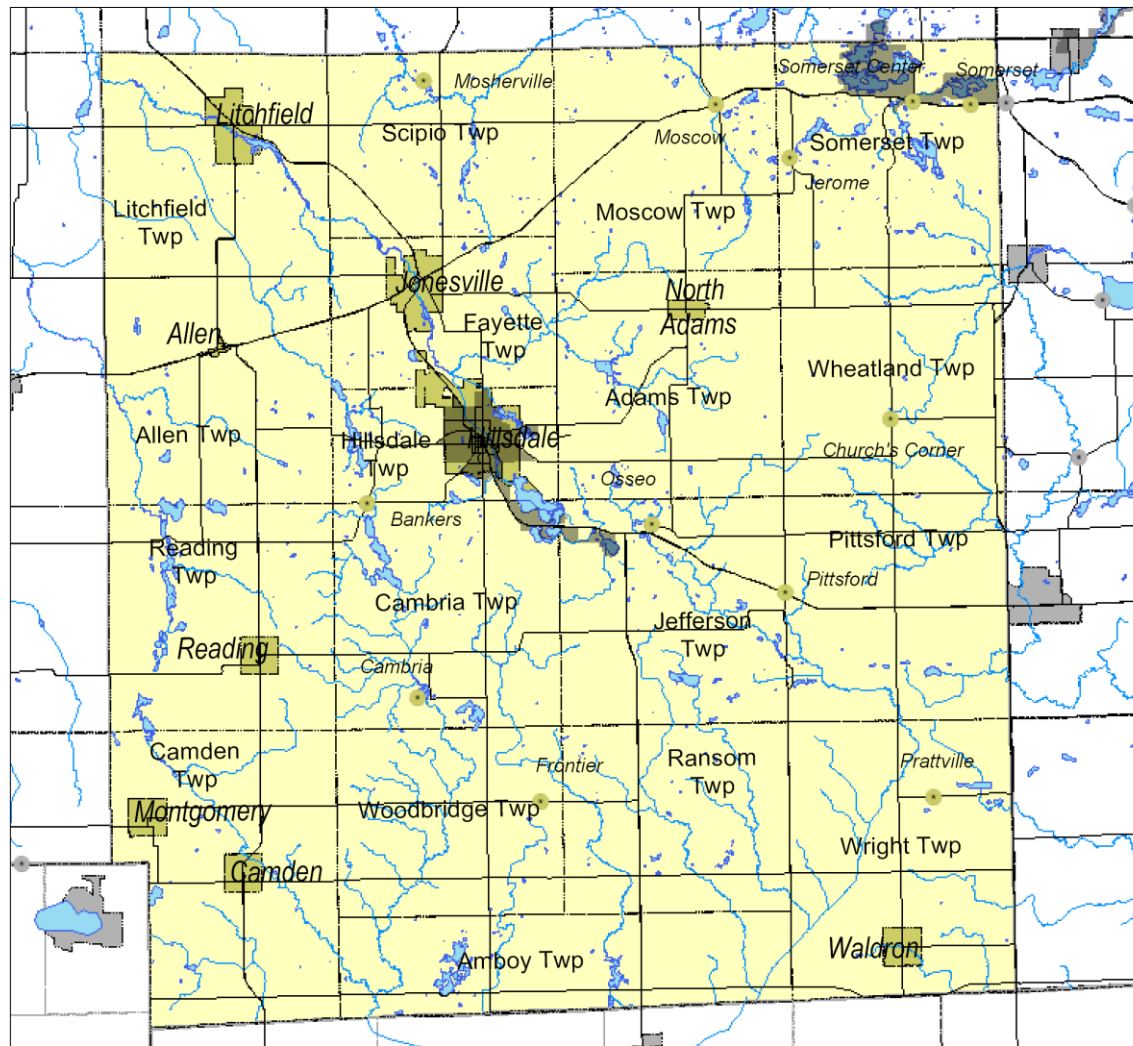 Somerset Center
Somerset
Mosherville
Litchfield
Scipio Twp
Moscow
Somerset Twp
Jerome
Litchfield
Twp
Moscow Twp
Jonesville
North
Adams
Fayette
Twp
Allen
Wheatland Twp
Adams Twp
Allen Twp
Hillsdale
Twp
Hillsdale
Church's Corner
Osseo
Bankers
Reading
Twp
Pittsford Twp
Pittsford
Cambria Twp
Jefferson
Twp
Reading
Cambria
Camden
Twp
Frontier
Ransom
Twp
Prattville
Montgomery
Woodbridge Twp
Wright Twp
Camden
Waldron
Amboy Twp